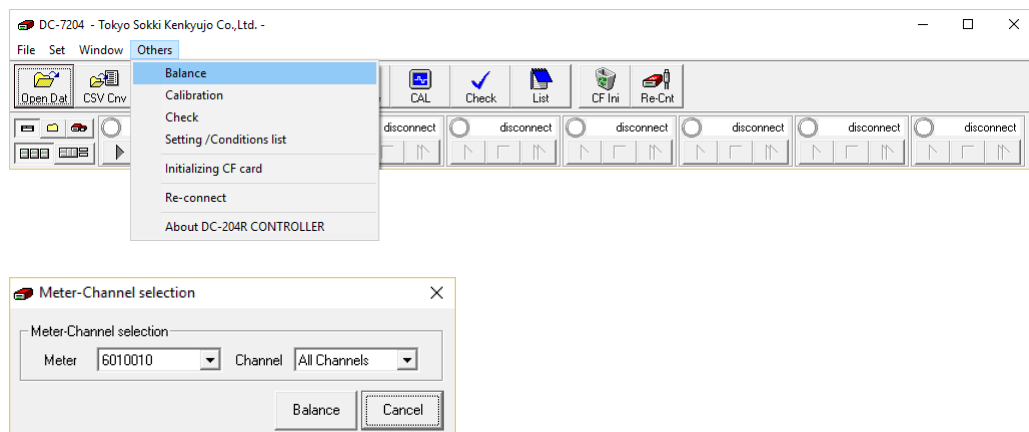 DC-7204 - Tokyo Sokki Kenkyujo Co.,Ltd. -
File Set Window Others
Open Dat CSV Cnv CAL Check List CF Ini Re-Cnt
Balance
Calibration
Check
Setting /Conditions list
Initializing CF card
Re-connect
About DC-204R CONTROLLER
disconnect disconnect disconnect disconnect disconnect disconnect
Meter-Channel selection
Meter-Channel selection
Meter 6010010 Channel All Channels
Balance Cancel